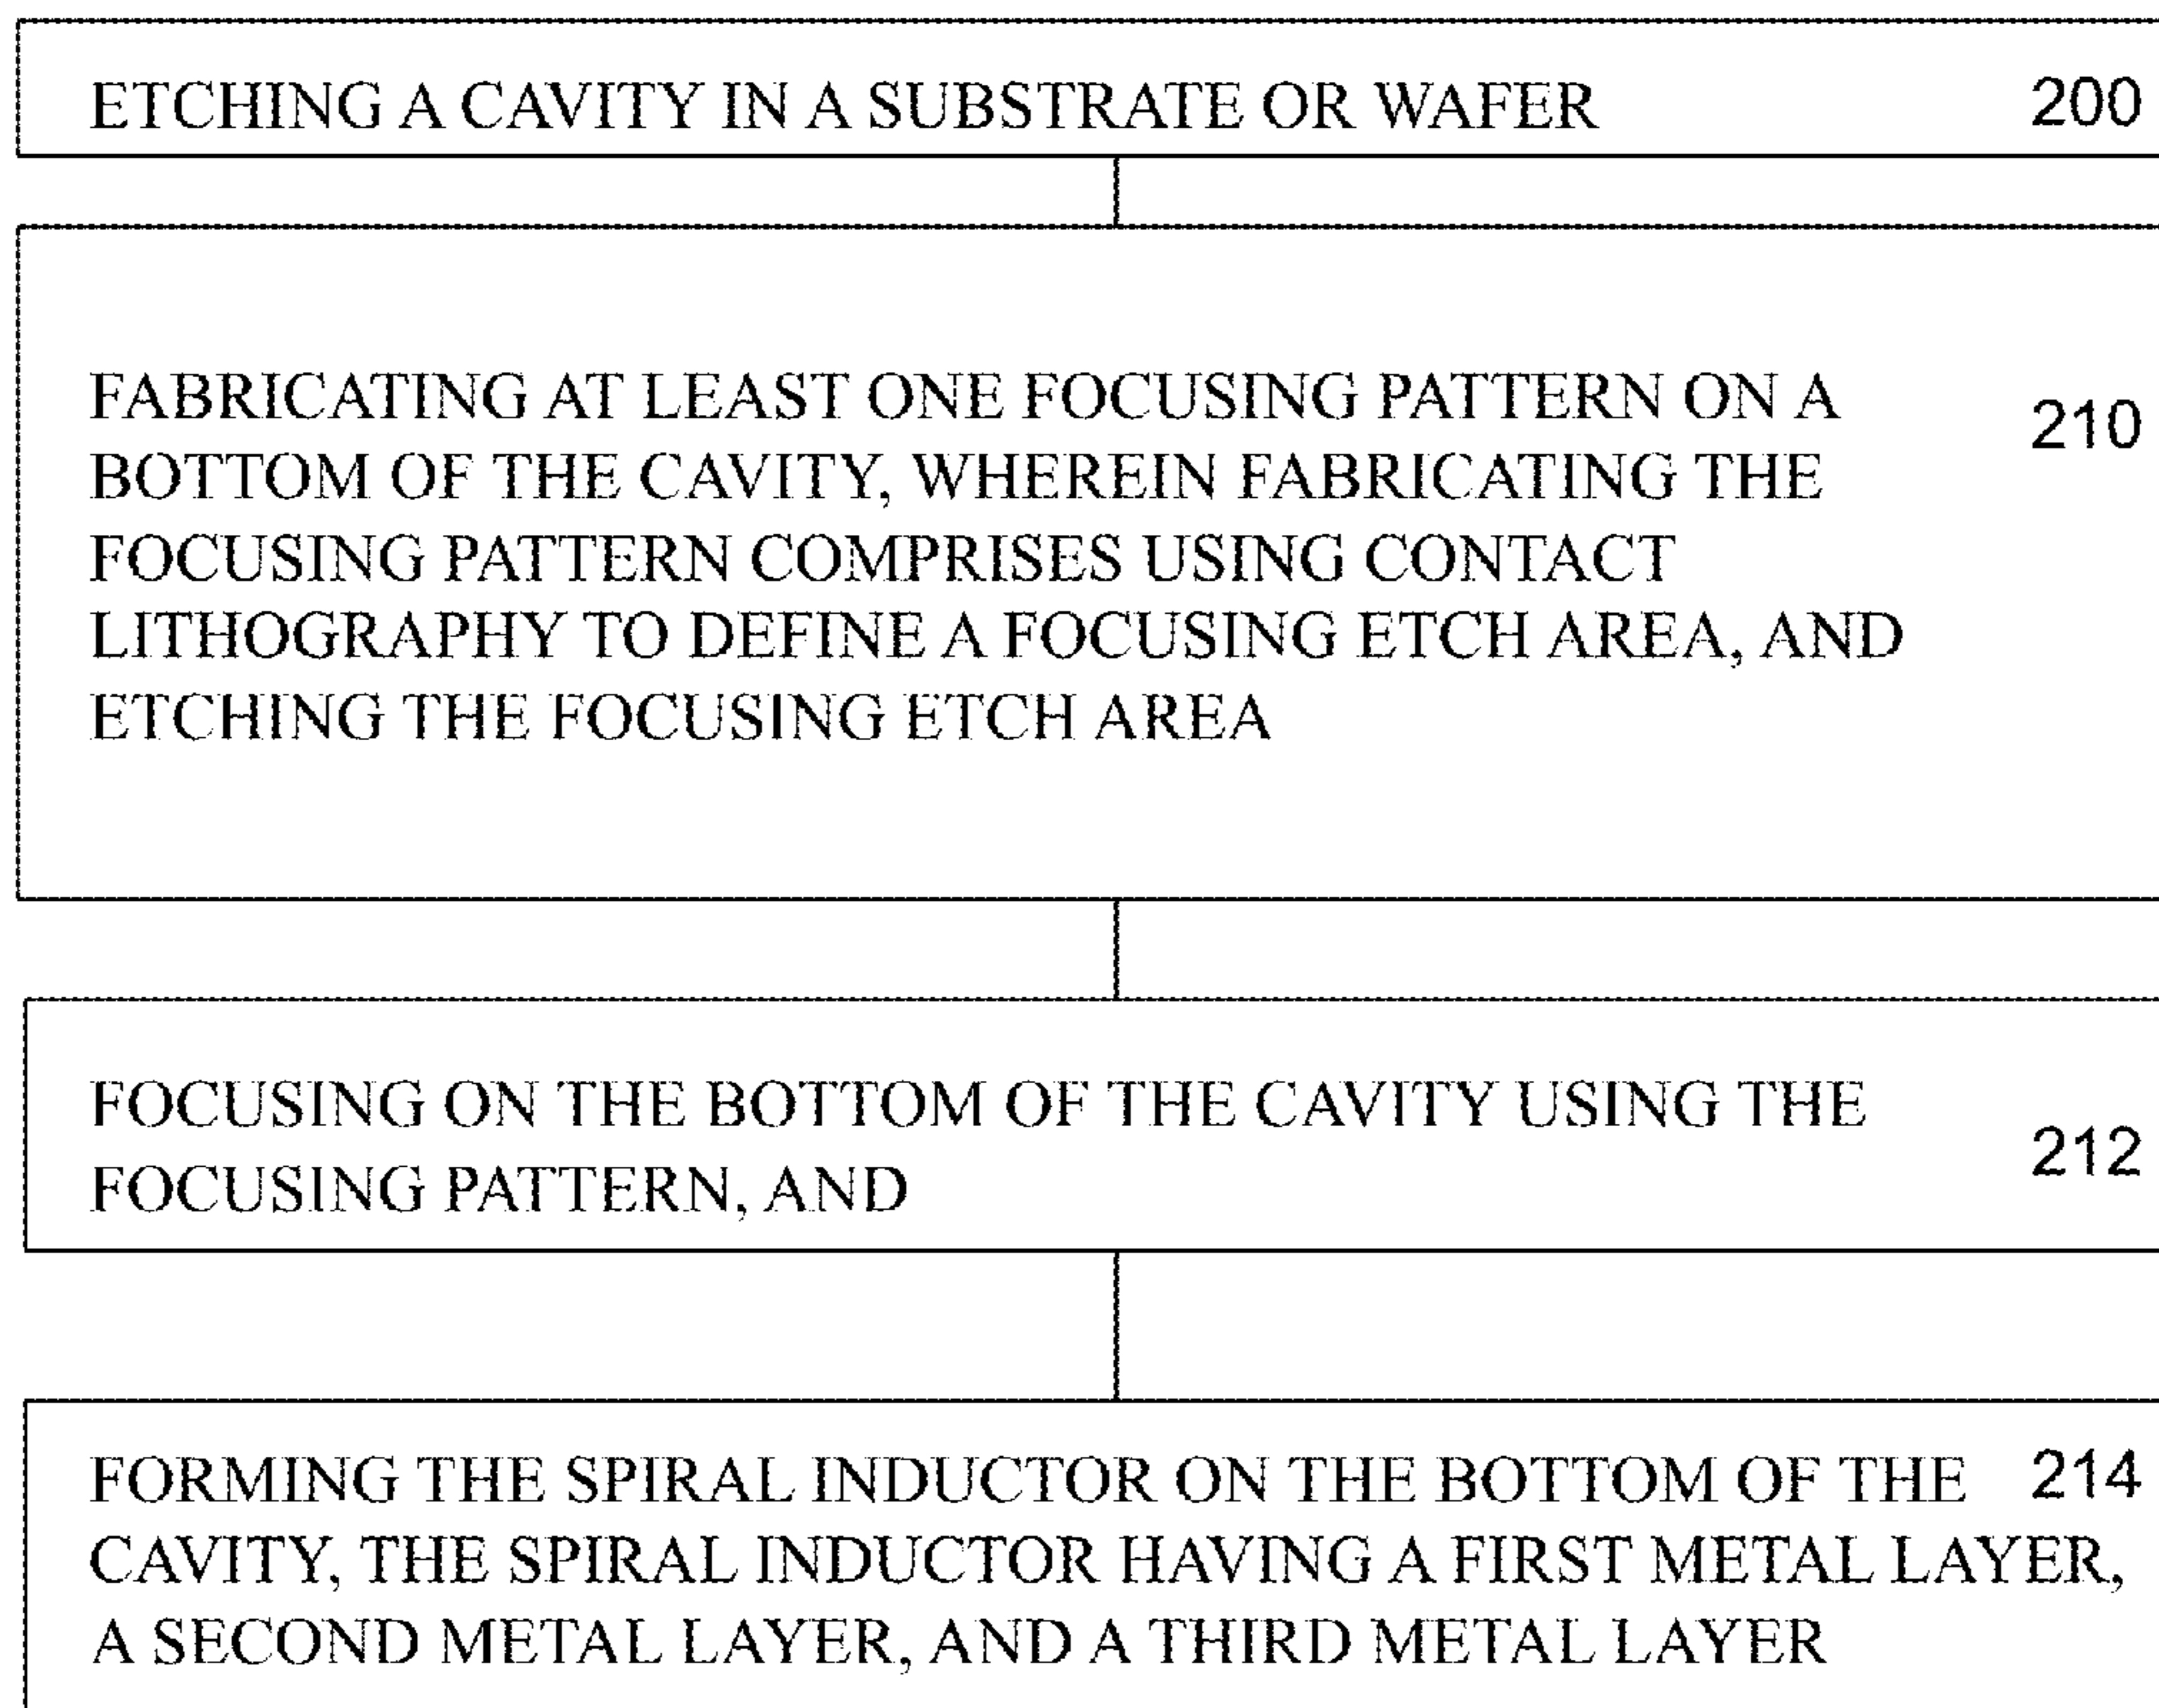 ETCHING A CAVITY IN A SUBSTRATE OR WAFER 200
FABRICATING AT LEAST ONE FOCUSING PATTERN ON A 210
BOTTOM OF THE CAVITY, WHEREIN FABRICATING THE
FOCUSING PATTERN COMPRISES USING CONTACT
LITHOGRAPHY TO DEFINE A FOCUSING ETCH AREA, AND
ETCHING THE FOCUSING ETCH AREA
FOCUSING ON THE BOTTOM OF THE CAVITY USING THE 212
FOCUSING PATTERN, AND
FORMING THE SPIRAL INDUCTOR ON THE BOTTOM OF THE 214
CAVITY, THE SPIRAL INDUCTOR HAVING A FIRST METAL LAYER,
A SECOND METAL LAYER, AND A THIRD METAL LAYER